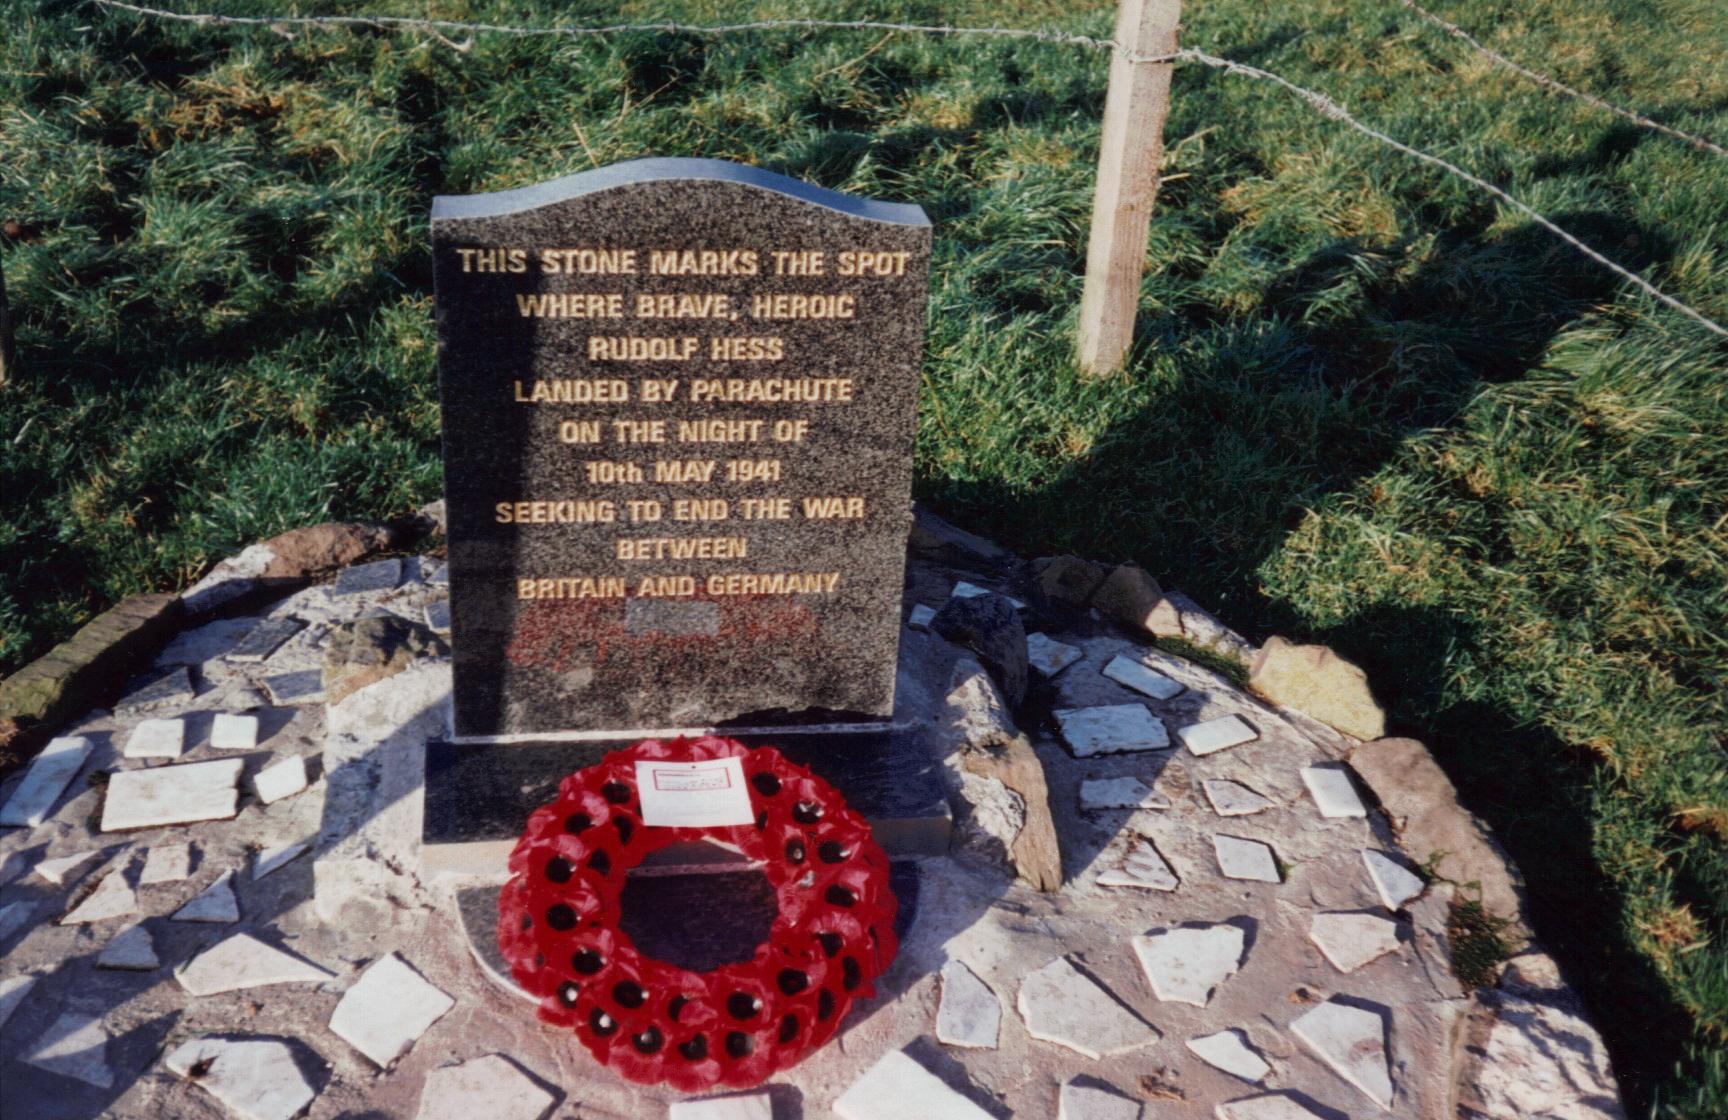 THIS STONE MARKS THE SPOT
WHERE BRAVE, HEROIC
RUDOLF HESS
LANDED BY PARACHUTE
ON THE NIGHT OF
10th MAY 1941
SEEKING TO END THE WAR
BETWEEN
BRITAIN AND GERMANY